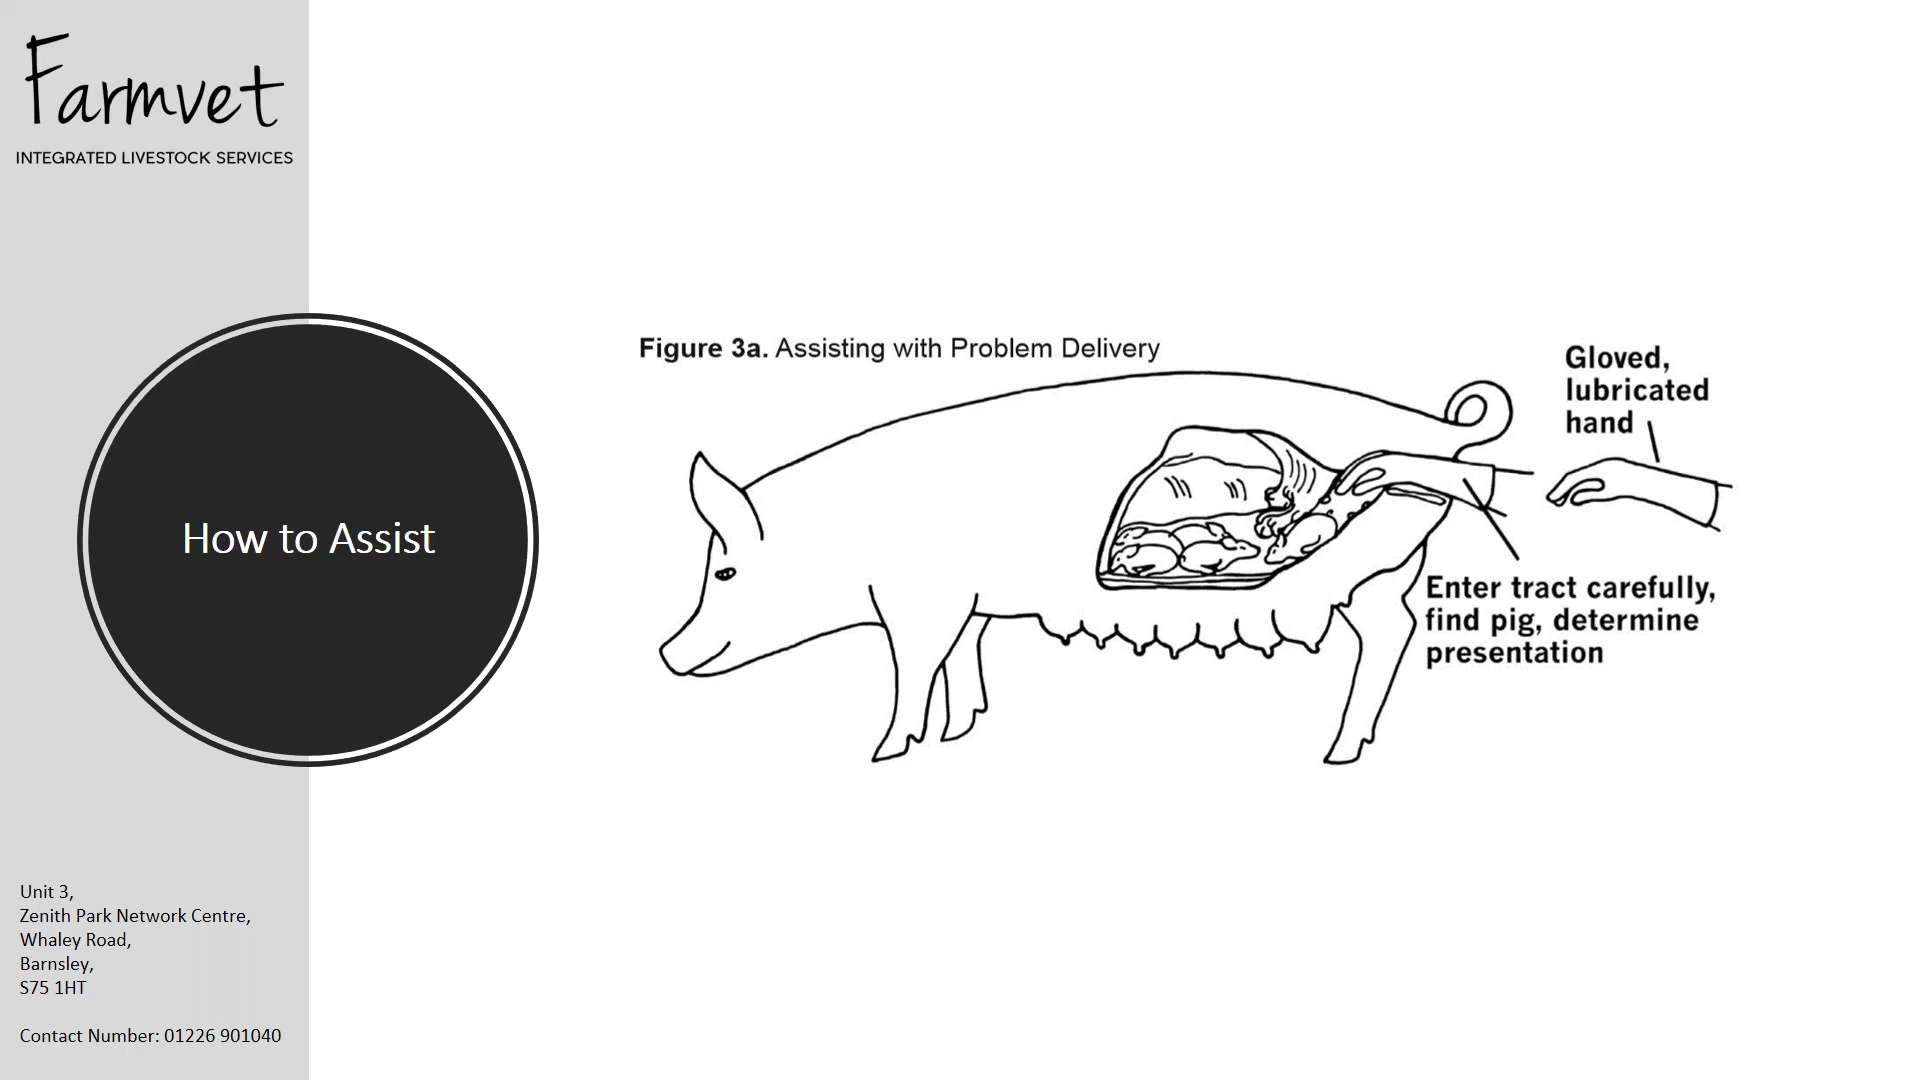 Farmvet
INTEGRATED LIVESTOCK SERVICES
How to Assist
Figure 3a. Assisting with Problem Delivery
Gloved,
lubricated
hand
Enter tract carefully,
find pig, determine
presentation
Unit 3,
Zenith Park Network Centre,
Whaley Road,
Barnsley,
S75 1HT
Contact Number: 01226 901040